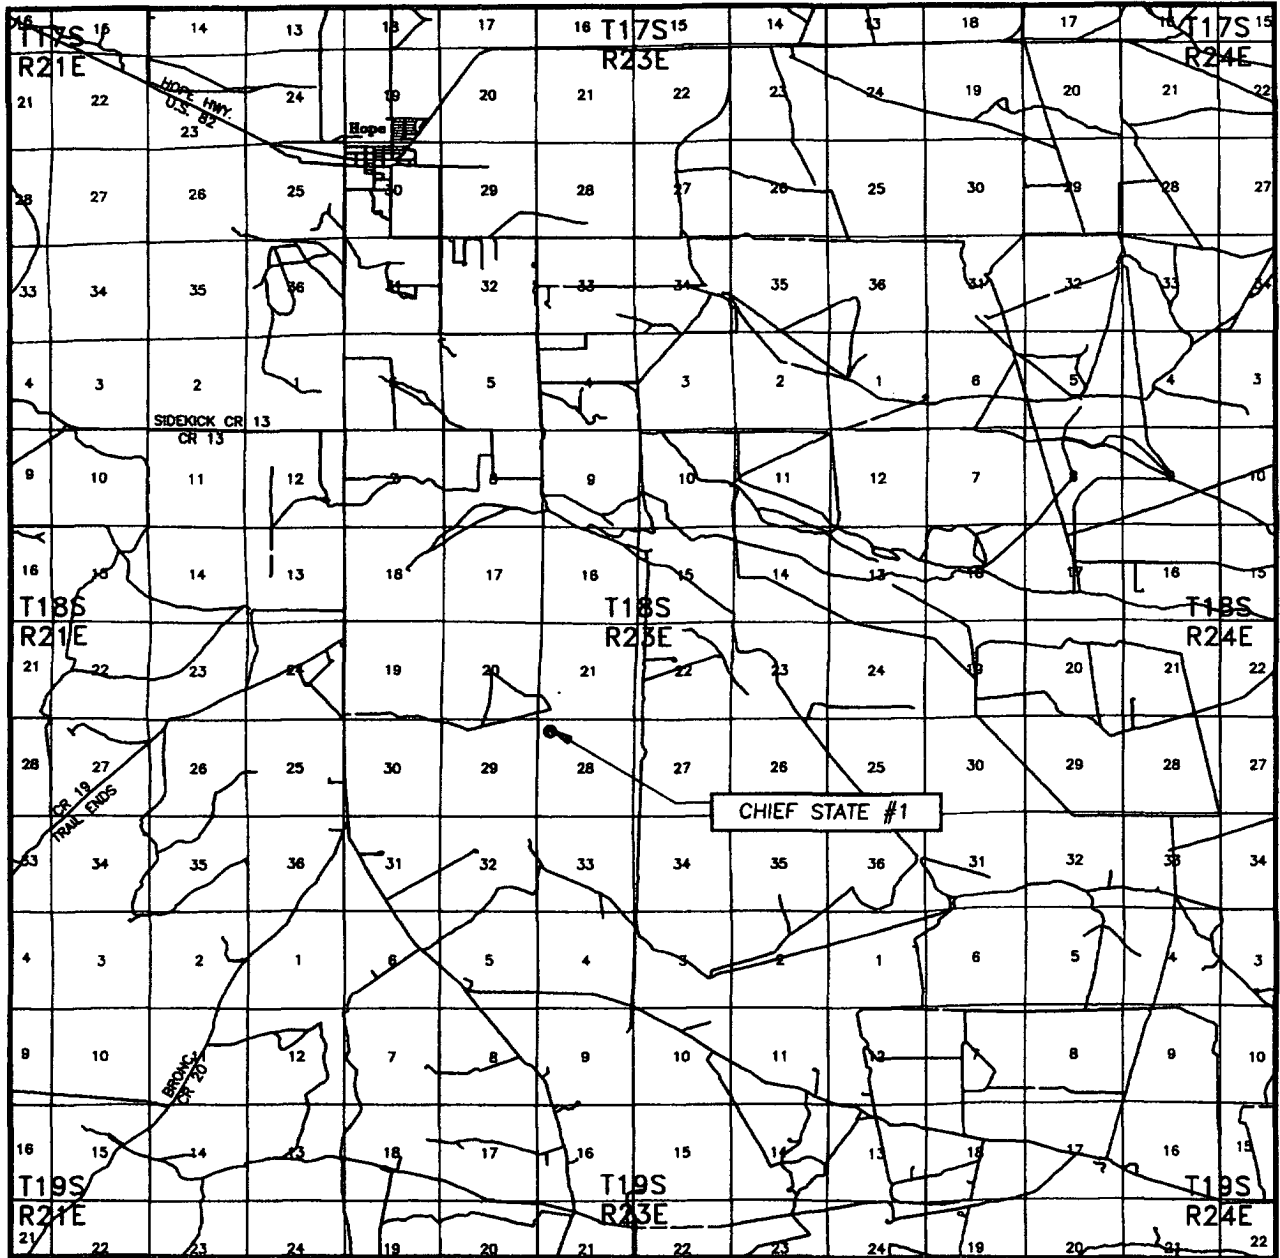 16 15 14 13 18 17 16 15 14 13 18 17 16 15
T17S T17S T17S
R21E R23E R24E
HOPE HWY.
U.S. 82
21 22 23 24 19 20 21 22 23 24 19 20 21 22
Hope
28 27 26 25 30 29 28 27 26 25 30 29 28 27
33 34 35 36 31 32 33 34 35 36 31 32 33 34
4 3 2 1 5 4 3 2 1 6 5 4 3
SIDEKICK CR 13
CR 13
9 10 11 12 7 8 9 10 11 12 7 10
16 15 14 13 18 17 16 15 14 13 18 17 16 15
T18S T18S T18S
R21E R23E R24E
21 22 23 24 19 20 21 22 23 24 19 20 21 22
28 27 26 25 30 29 28 27 26 25 30 29 28 27
CR 19
TRAIL ENDS
CHIEF STATE #1
33 34 35 36 31 32 33 34 35 36 31 32 33 34
4 3 2 1 6 5 4 3 2 1 6 5 4 3
9 10 11 12 7 8 9 10 11 12 7 8 9 10
BRONC
CR 20
16 15 14 13 18 17 16 15 14 13 18 17 16 15
T19S T19S T19S
R21E R23E R24E
21 22 23 24 19 20 21 22 23 24 19 20 21 22